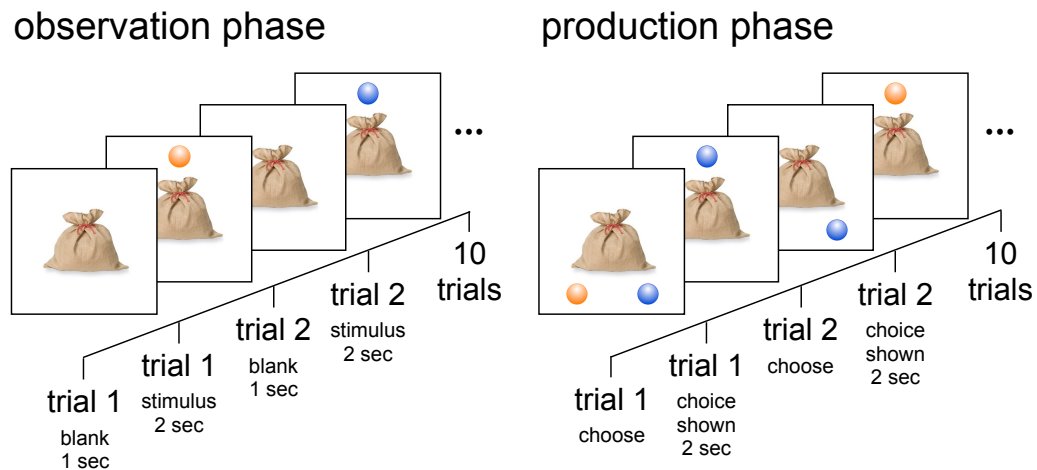 observation phase
...
10
trials
trial 2
stimulus
2 sec
trial 2
blank
1 sec
trial 1
stimulus
2 sec
trial 1
blank
1 sec
production phase
...
10
trials
trial 2
choice
shown
2 sec
trial 2
choose
trial 1
choice
shown
2 sec
trial 1
choose